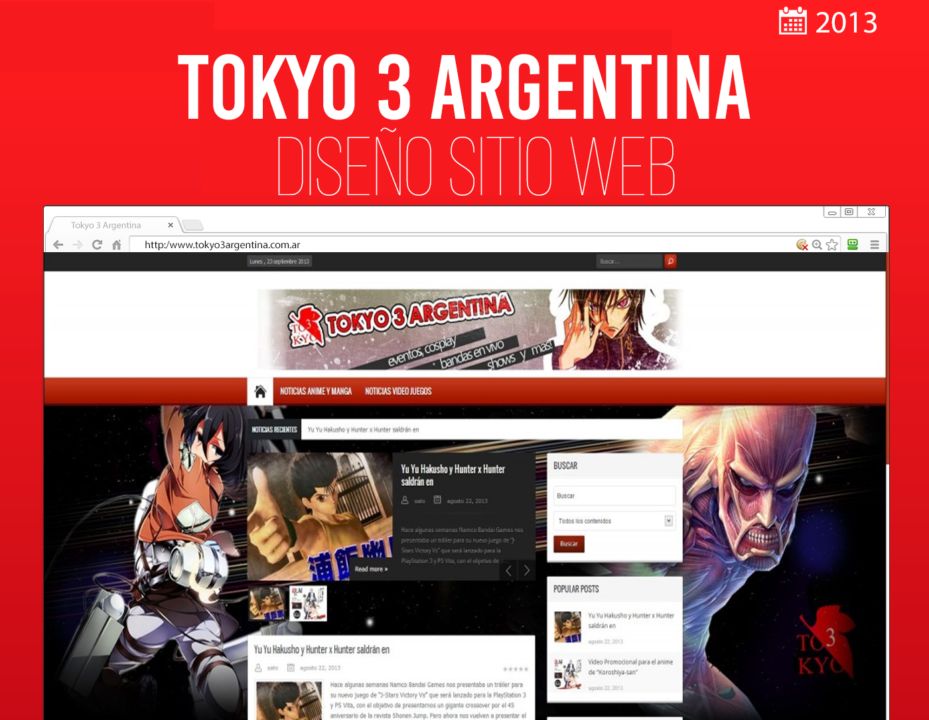 2013
TOKYO 3 ARGENTINA
DISEÑO SITIO WEB
Tokyo 3 Argentina
http:/www.tokyo3argentina.com.ar
Lunes , 23 septiembre 2013
Buscar...
TO
KYO
TOKYO 3 ARGENTINA
eventos, cosplay
bandas en vivo
shows y mas!
NOTICIAS ANIME Y MANGA
NOTICIAS VIDEO JUEGOS
NOTICIAS RECIENTES
Yu Yu Hakusho y Hunter x Hunter saldrán en
Yu Yu Hakusho y Hunter x Hunter
saldrán en
sato agosto 22, 2013
Hace algunas semanas Namco Bandai Games nos
presentaba un tráiler para su nuevo juego de "J-
Stars Victory Vs" que será lanzado para la
PlayStation 3 y PS Vita, con el objetivo de
Read more »
BUSCAR
Buscar
Todos los contenidos
Buscar
POPULAR POSTS
Yu Yu Hakusho y Hunter x Hunter
saldrán en
agosto 22, 2013
Video Promocional para el anime
de "Koroshiya-san"
agosto 22, 2013
TO 3
KYO
Yu Yu Hakusho y Hunter x Hunter saldrán en
sato agosto 22, 2013
Hace algunas semanas Namco Bandai Games nos presentaba un tráiler para
su nuevo juego de "J-Stars Victory Vs" que será lanzado para la PlayStation
3 y PS Vita, con el objetivo de presentarnos un gigante crossover por el 45
aniversario de la revista Shonen Jump. Pero ahora nos vuelven a presentar el